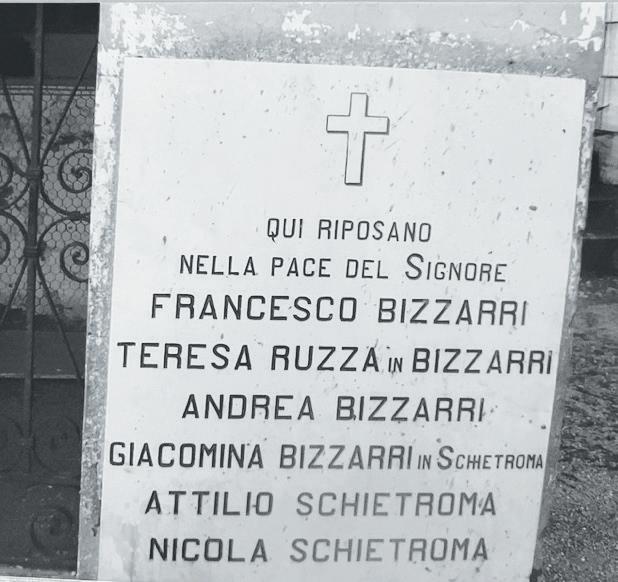 QUI RIPOSANO
NELLA PACE DEL SIGNORE
FRANCESCO BIZZARRI
TERESA RUZZA IN BIZZARRI
ANDREA BIZZARRI
GIACOMINA BIZZARRI IN SCHIETROMA
ATTILIO SCHIETROMA
NICOLA SCHIETROMA